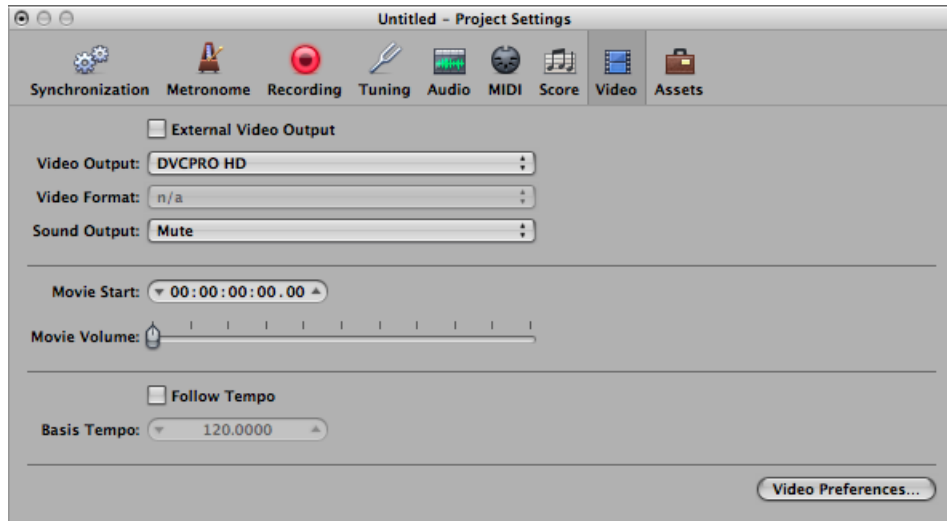 Untitled – Project Settings
Synchronization Metronome Recording Tuning Audio MIDI Score Video Assets
External Video Output
Video Output: DVCPRO HD
Video Format: n/a
Sound Output: Mute
Movie Start: 00:00:00:00.00
Movie Volume:
Follow Tempo
Basis Tempo: 120.0000
Video Preferences...